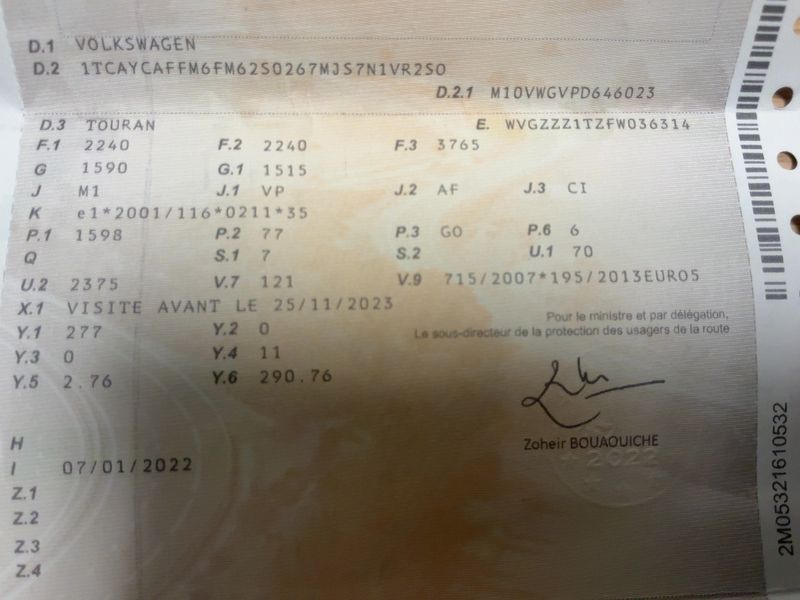 D.1 VOLKSWAGEN
D.2 1TCAYCAFFM6FM62S0267MJS7N1VR2S0
D.2.1 M10VWGVPD646023
D.3 TOURAN E. WVGZZZ1TZFW036314
F.1 2240 F.2 2240 F.3 3765
G 1590 G.1 1515
J M1 J.1 VP J.2 AF J.3 CI
K e1*2001/116*0211*35
P.1 1598 P.2 77 P.3 GO P.6 6
Q S.1 7 S.2 U.1 70
U.2 2375 V.7 121 V.9 715/2007*195/2013EURO5
X.1 VISITE AVANT LE 25/11/2023
Pour le ministre et par délégation,
Le sous-directeur de la protection des usagers de la route
Y.1 277 Y.2 0
Y.3 0 Y.4 11
Y.5 2.76 Y.6 290.76
Zoheir BOUAOUICHE
2022
H
I 07/01/2022
Z.1
Z.2
Z.3
Z.4
2M05321610532